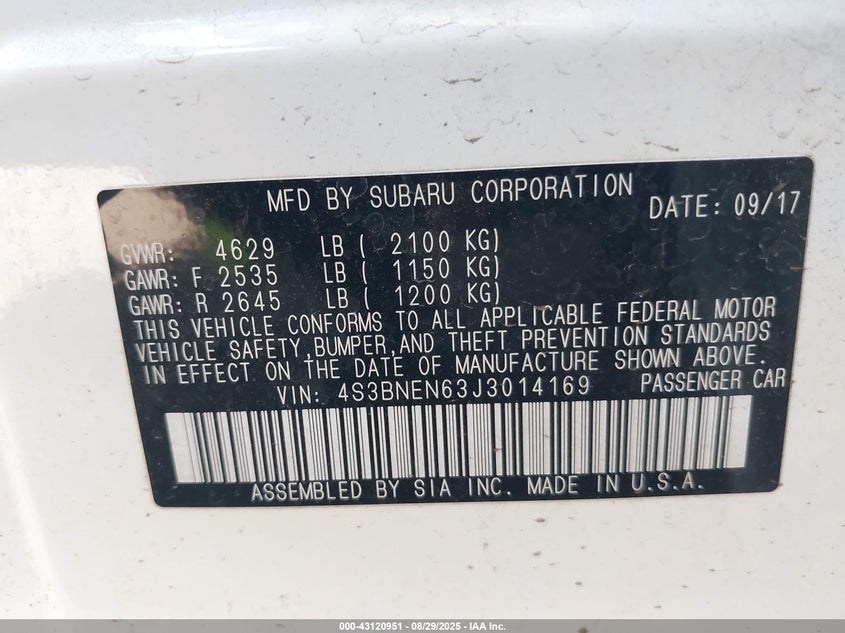 MFD BY SUBARU CORPORATION DATE: 09/17
GVWR: 4629 LB ( 2100 KG)
GAWR: F 2535 LB ( 1150 KG)
GAWR: R 2645 LB ( 1200 KG)
THIS VEHICLE CONFORMS TO ALL APPLICABLE FEDERAL MOTOR
VEHICLE SAFETY,BUMPER,AND THEFT PREVENTION STANDARDS
IN EFFECT ON THE DATE OF MANUFACTURE SHOWN ABOVE.
VIN: 4S3BNEN63J3014169 PASSENGER CAR
ASSEMBLED BY SIA INC. MADE IN U.S.A.
000-43120951 - 08/29/2025 - IAA Inc.